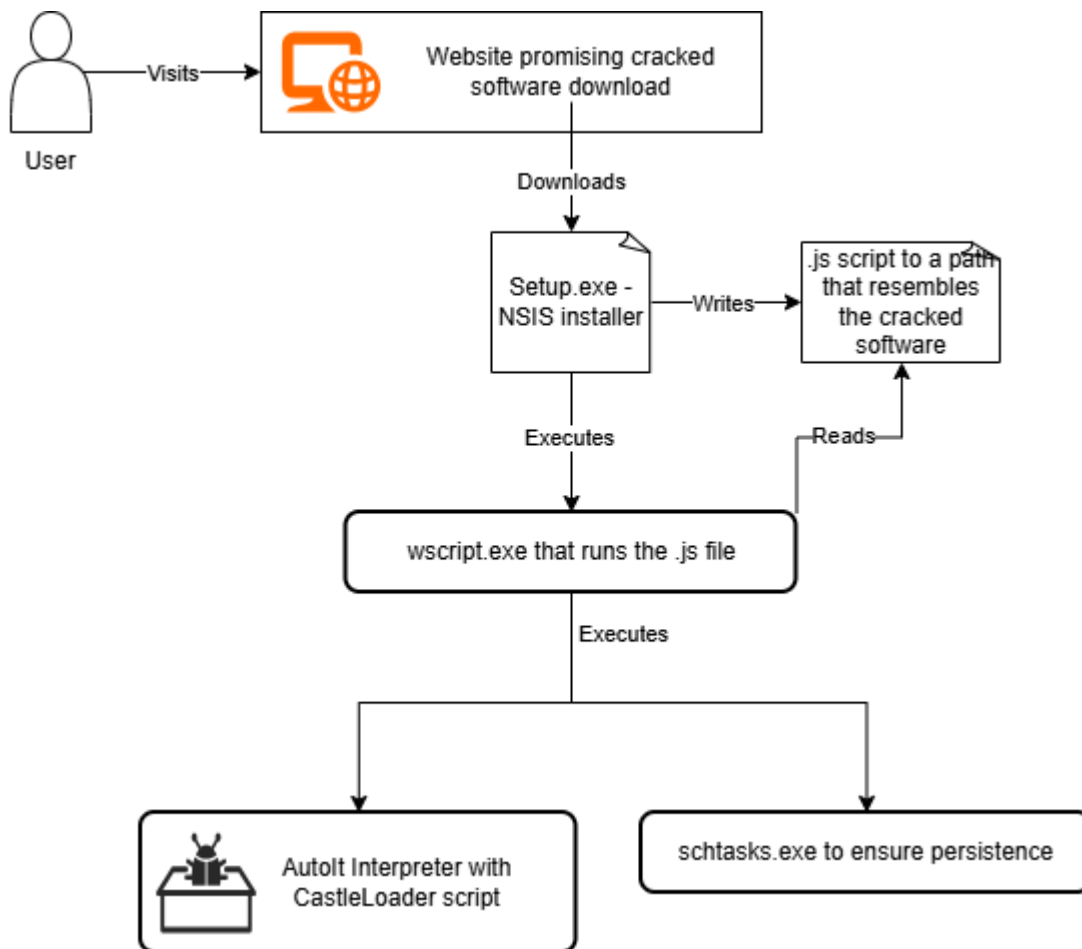 Visits
Website promising cracked
software download
User
Downloads
Setup.exe -
NSIS installer
Writes
.js script to a path
that resembles
the cracked
software
Executes
Reads
wscript.exe that runs the .js file
Executes
AutoIt Interpreter with
CastleLoader script
schtasks.exe to ensure persistence